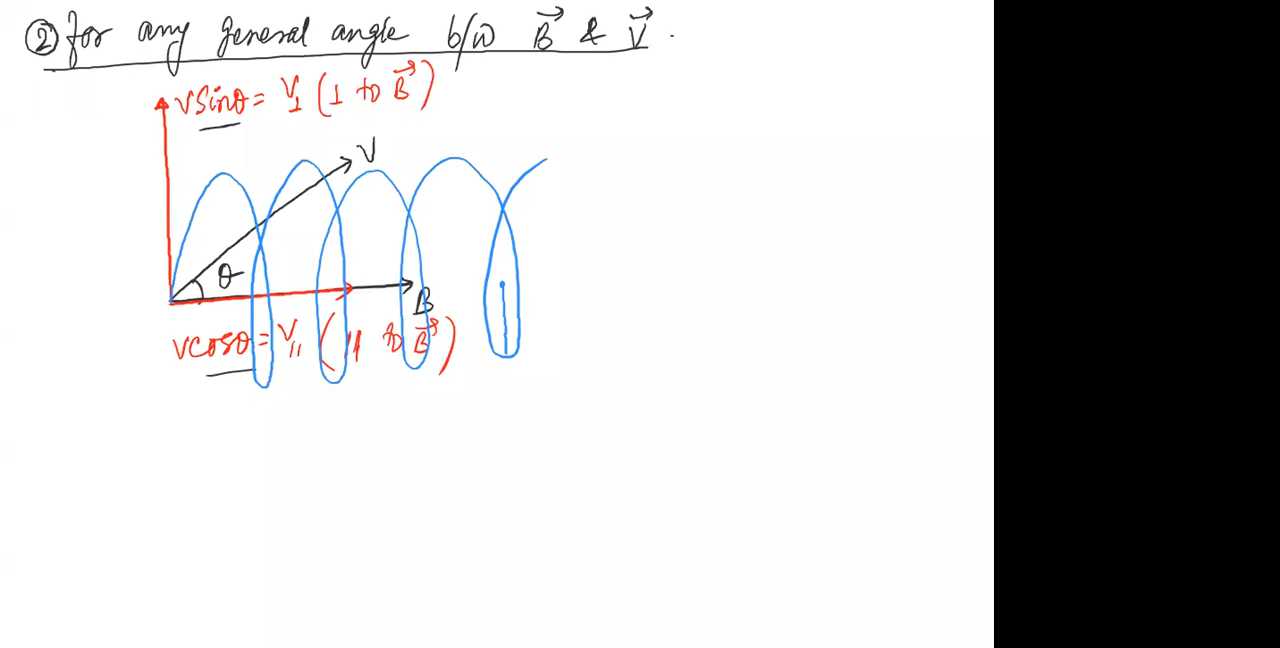 ② for any general angle b/w B⃗ & V⃗ .
vsinθ = V⊥ (⊥ to B⃗)
V
θ
B
vcosθ = V∥ (∥ to B⃗)